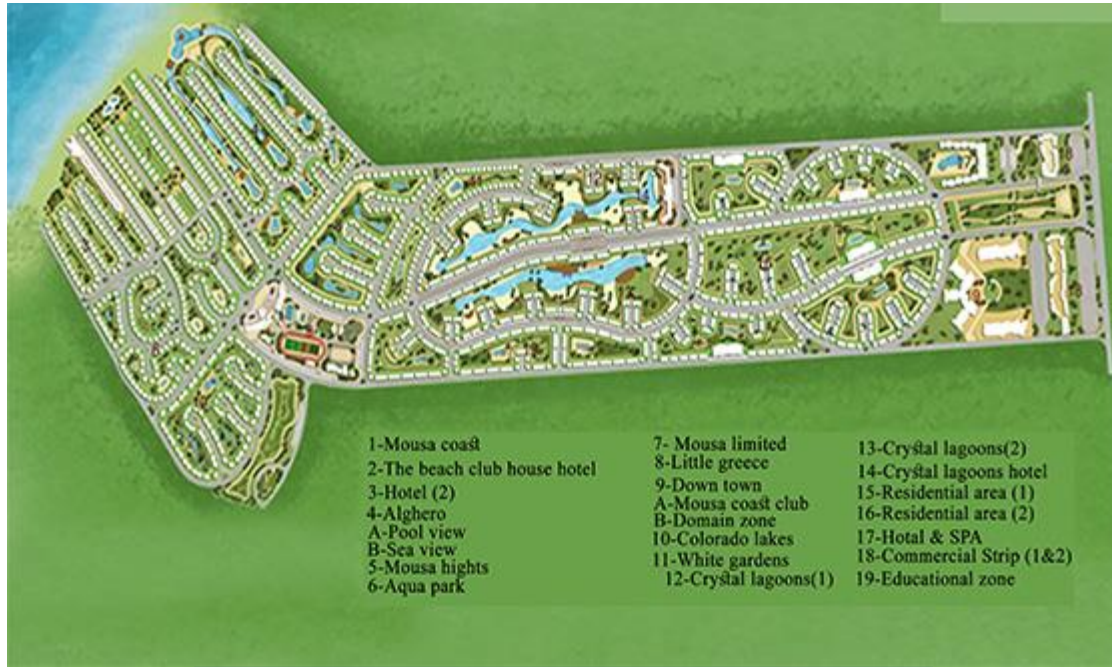 1-Mousa coast
2-The beach club house hotel
3-Hotel (2)
4-Alghero
A-Pool view
B-Sea view
5-Mousa hights
6-Aqua park
7- Mousa limited
8-Little greece
9-Down town
A-Mousa coast club
B-Domain zone
10-Colorado lakes
11-White gardens
12-Crystal lagoons(1)
13-Crystal lagoons(2)
14-Crystal lagoons hotel
15-Residential area (1)
16-Residential area (2)
17-Hotal & SPA
18-Commercial Strip (1&2)
19-Educational zone